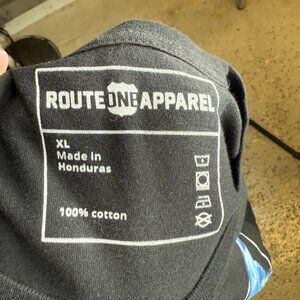 ROUTE ONE APPAREL
XL
Made in
Honduras
100% cotton